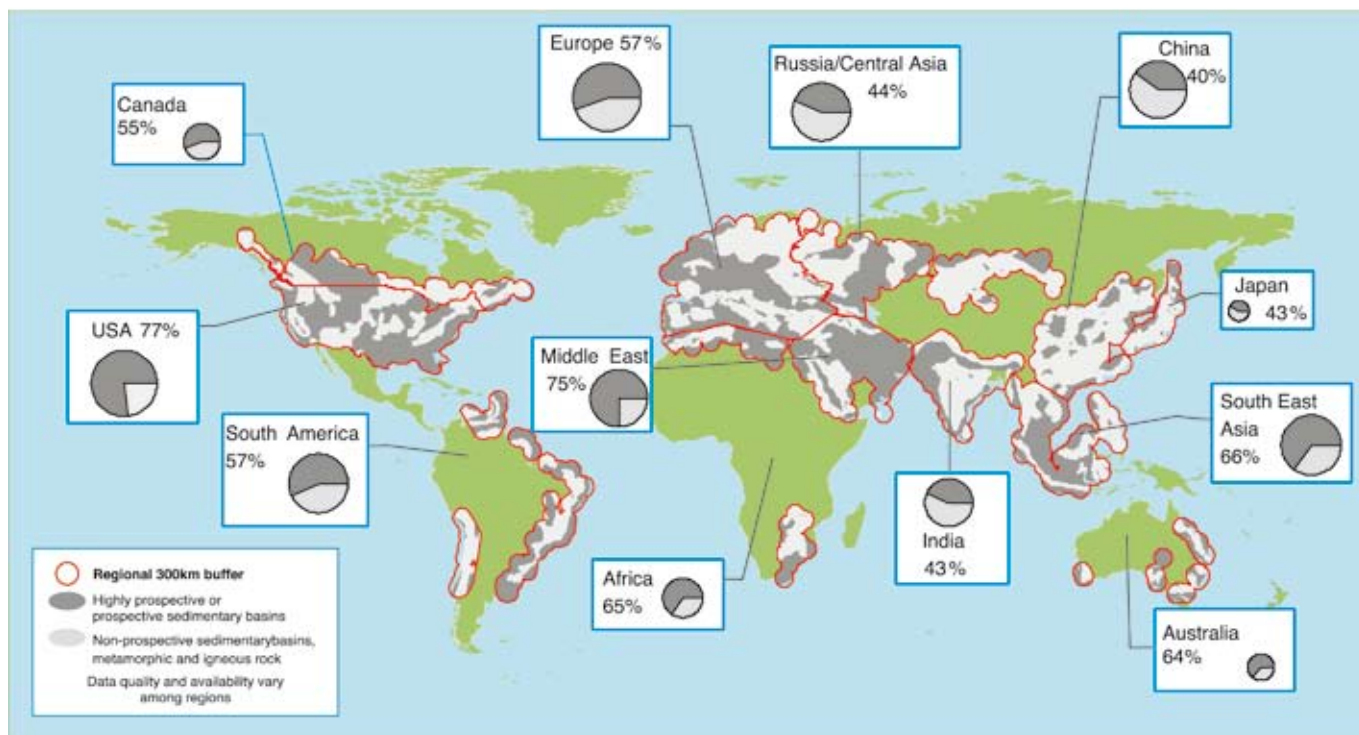 Europe 57%
Russia/Central Asia
44%
China
40%
Canada
55%
Japan
43%
USA 77%
Middle East
75%
South East
Asia
66%
South America
57%
India
43%
Africa
65%
Australia
64%
Regional 300km buffer
Highly prospective or
prospective sedimentary basins
Non-prospective sedimentarybasins,
metamorphic and igneous rock
Data quality and availability vary
among regions